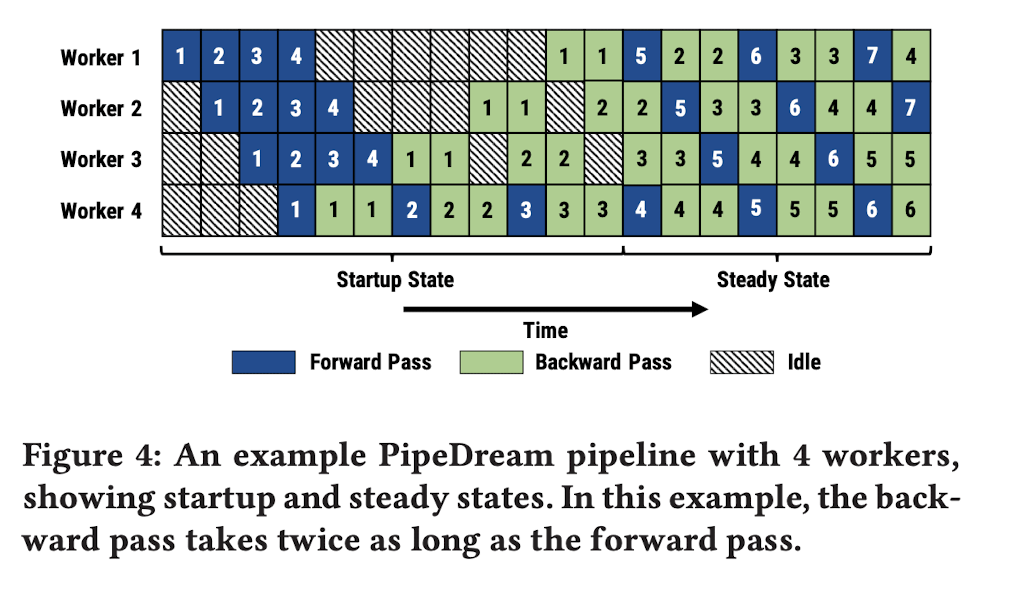 Worker 1 1 2 3 4 1 1 5 2 2 6 3 3 7 4
Worker 2 1 2 3 4 1 1 2 2 5 3 3 6 4 4 7
Worker 3 1 2 3 4 1 1 2 2 3 3 5 4 4 6 5 5
Worker 4 1 1 1 2 2 2 3 3 3 4 4 4 5 5 5 6 6
Startup State Steady State
Time
Forward Pass Backward Pass Idle
Figure 4: An example PipeDream pipeline with 4 workers,
showing startup and steady states. In this example, the back-
ward pass takes twice as long as the forward pass.